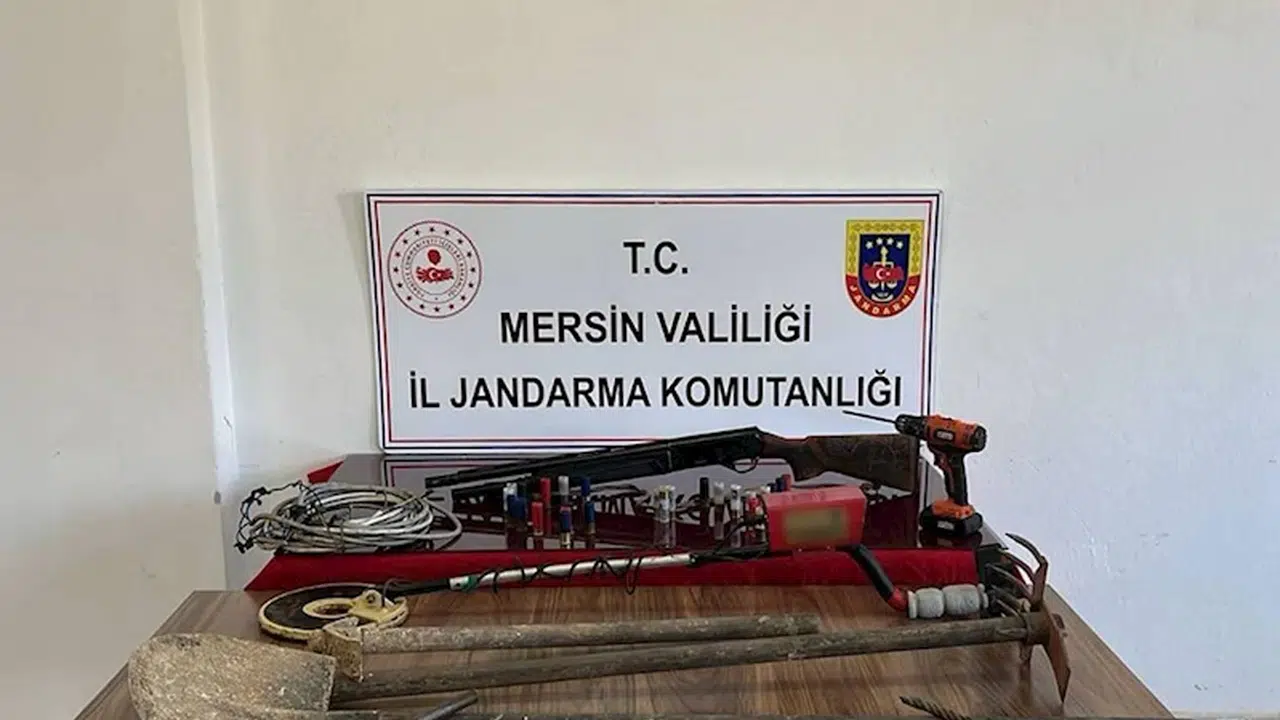 T.C.
MERSİN VALİLİĞİ
İL JANDARMA KOMUTANLIĞI
JANDARMA